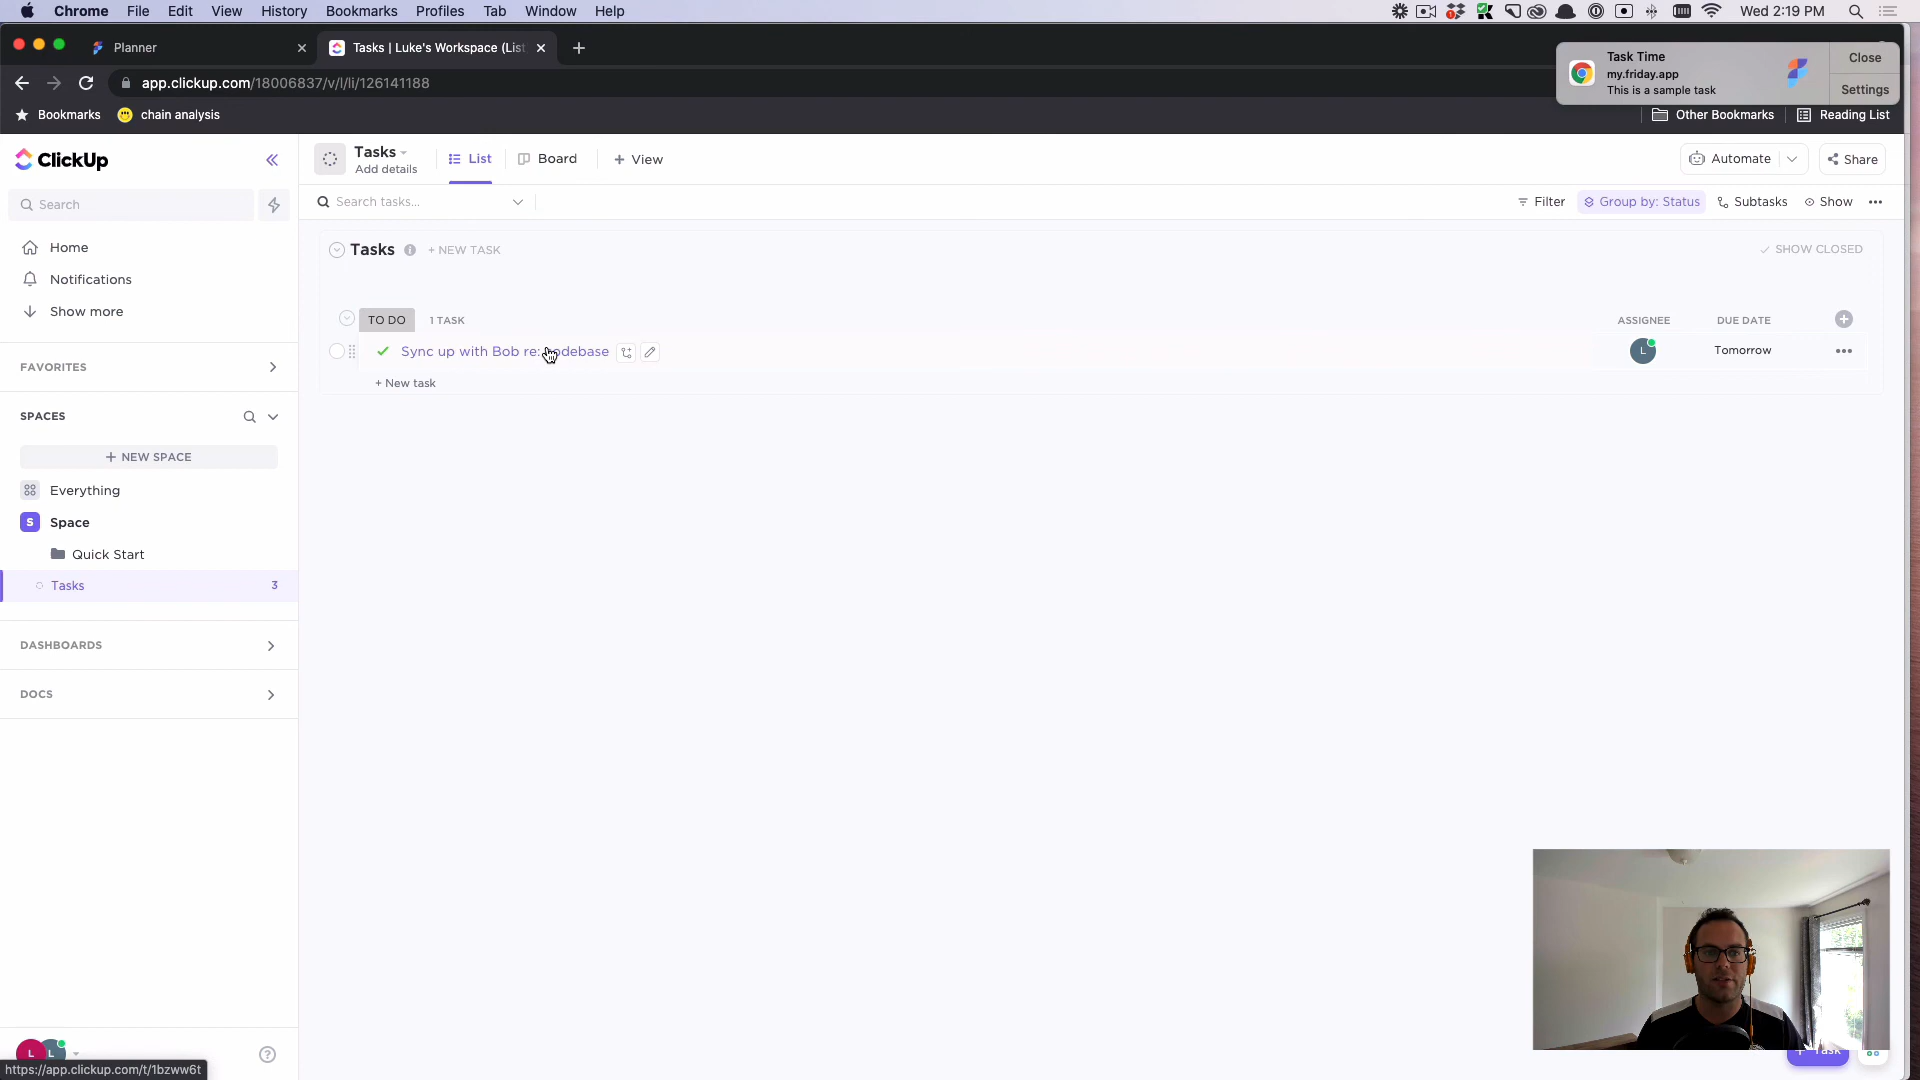 Chrome File Edit View History Bookmarks Profiles Tab Window Help Wed 2:19 PM
Planner Tasks | Luke's Workspace (List
app.clickup.com/18006837/v/l/li/126141188
Task Time
my.friday.app
This is a sample task
Close
Settings
Bookmarks chain analysis Other Bookmarks Reading List
ClickUp
Tasks
Add details
List Board + View
Automate Share
Search
Search tasks...
Filter Group by: Status Subtasks Show
Home
Notifications
Show more
Tasks + NEW TASK SHOW CLOSED
TO DO 1 TASK ASSIGNEE DUE DATE
Sync up with Bob re: L Tomorrow
+ New task
FAVORITES
SPACES
+ NEW SPACE
Everything
S Space
Quick Start
Tasks 3
DASHBOARDS
DOCS
L L
https://app.clickup.com/t/1bzww6t
+ Task